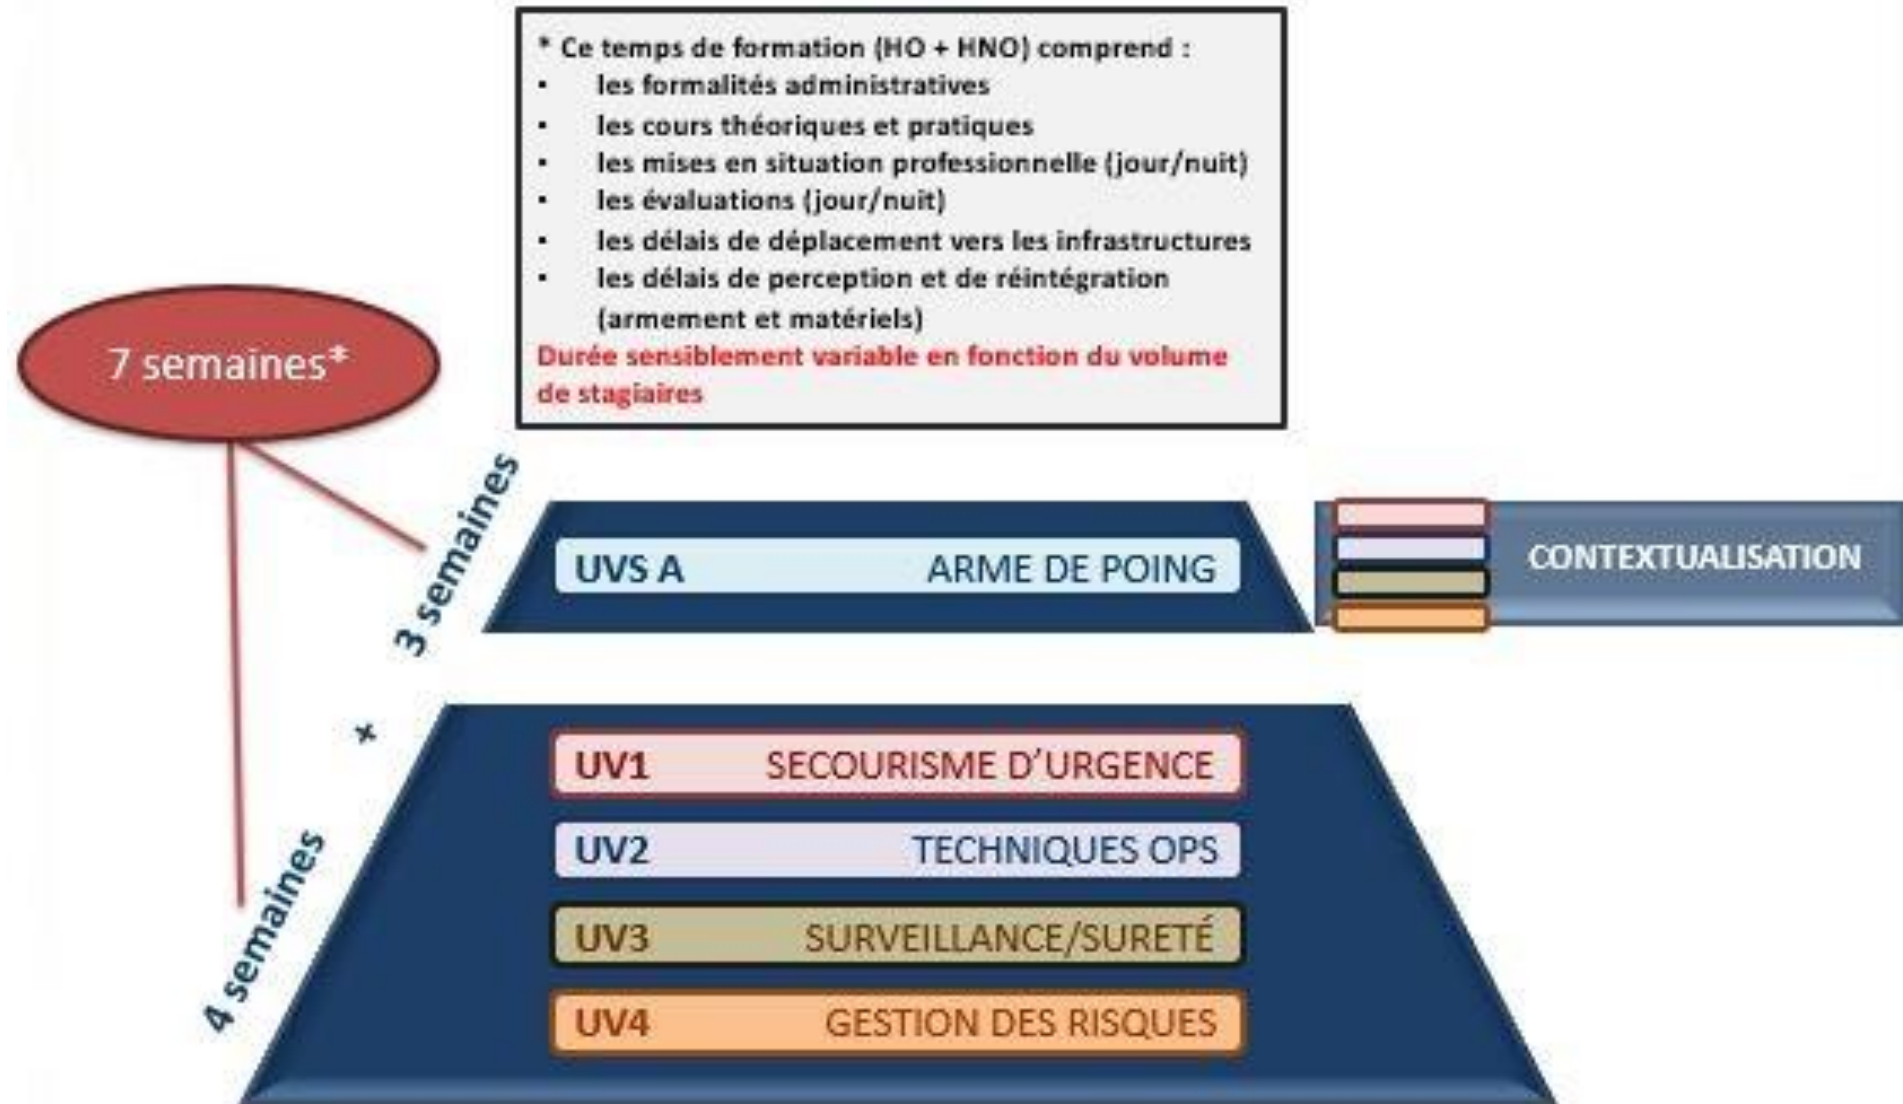 * Ce temps de formation (HO + HNO) comprend :
▪ les formalités administratives
▪ les cours théoriques et pratiques
▪ les mises en situation professionnelle (jour/nuit)
▪ les évaluations (jour/nuit)
▪ les délais de déplacement vers les infrastructures
▪ les délais de perception et de réintégration
(armement et matériels)
Durée sensiblement variable en fonction du volume
de stagiaires
7 semaines*
3 semaines
UVS A ARME DE POING
CONTEXTUALISATION
+
4 semaines
UV1 SECOURISME D'URGENCE
UV2 TECHNIQUES OPS
UV3 SURVEILLANCE/SURETÉ
UV4 GESTION DES RISQUES